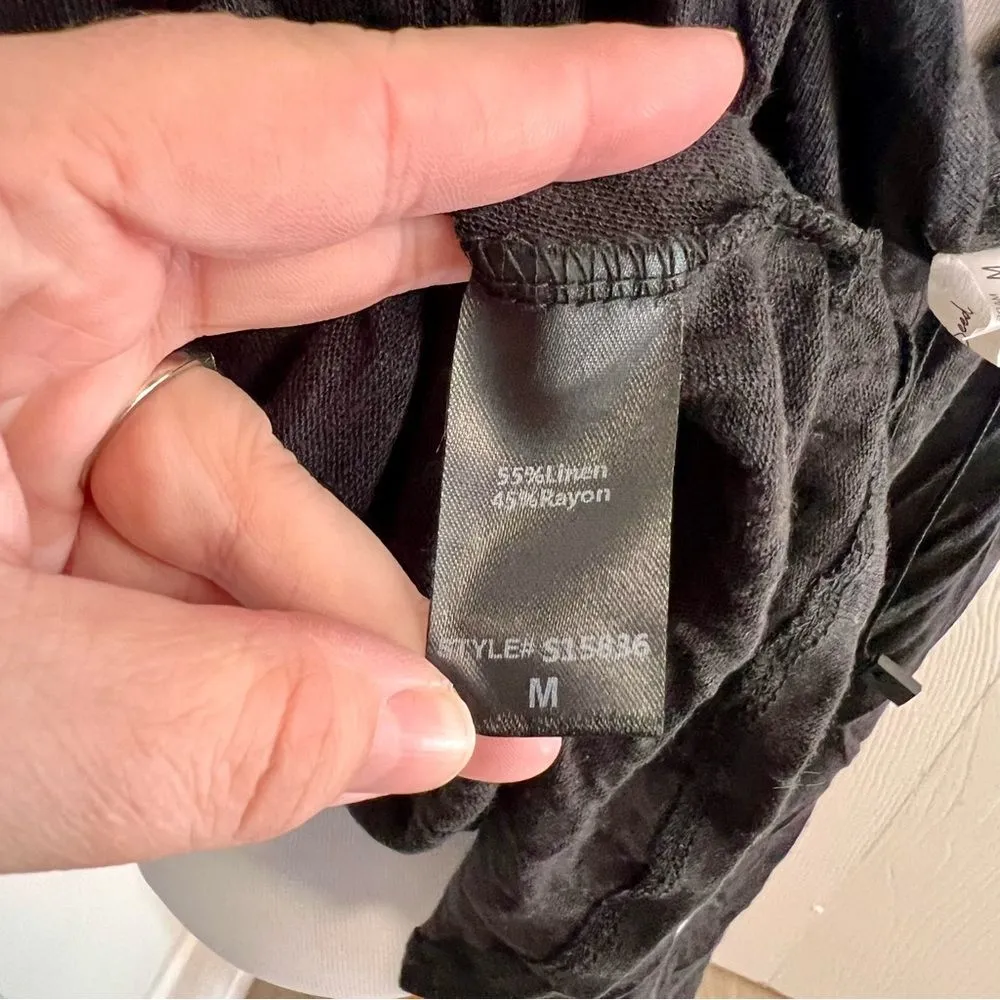 55%Linen
45%Rayon
STYLE# S15836
M
M